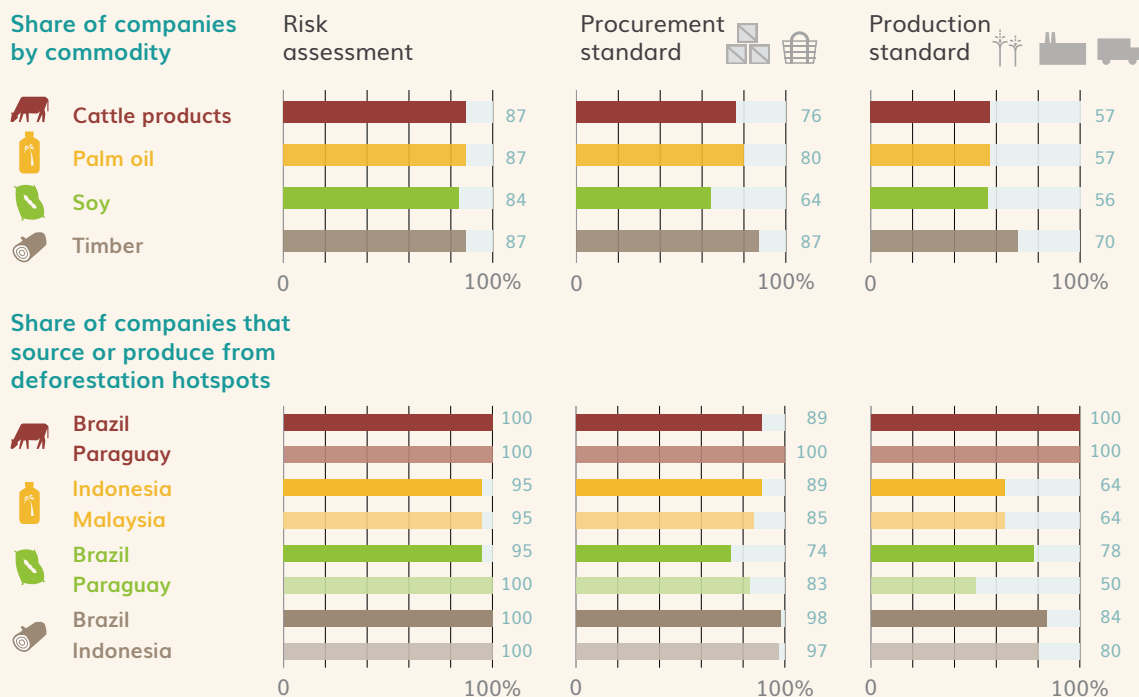 Share of companies
by commodity
Risk
assessment
Procurement
standard
Production
standard
Cattle products 87 76 57
Palm oil 87 80 57
Soy 84 64 56
Timber 87 87 70
0 100% 0 100% 0 100%
Share of companies that
source or produce from
deforestation hotspots
Brazil 100 89 100
Paraguay 100 100 100
Indonesia 95 89 64
Malaysia 95 85 64
Brazil 95 74 78
Paraguay 100 83 50
Brazil 100 98 84
Indonesia 100 97 80
0 100% 0 100% 0 100%